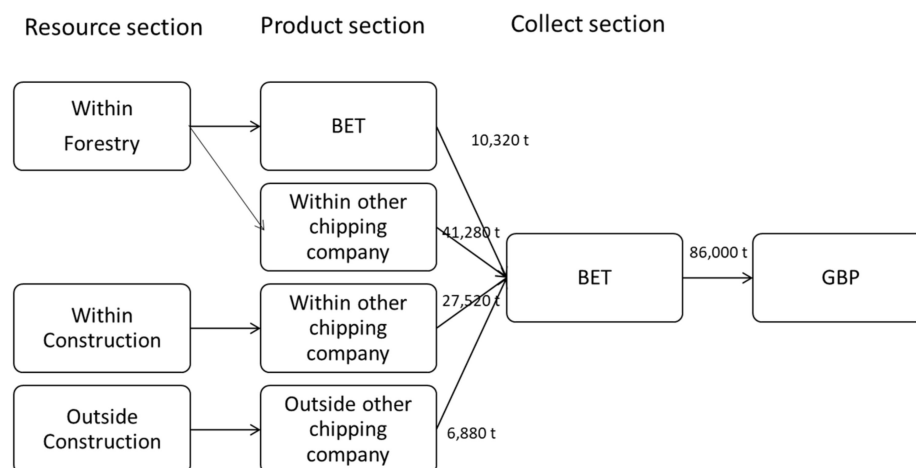 Resource section
Product section
Collect section
Within
Forestry
BET
10,320 t
Within other
chipping
company
41,280 t
BET
86,000 t
GBP
Within
Construction
Within other
chipping
company
27,520 t
Outside
Construction
Outside other
chipping
company
6,880 t